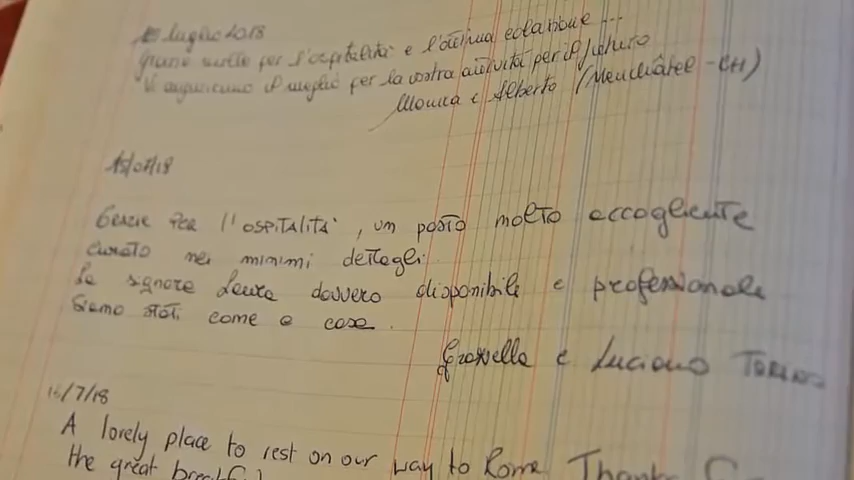 15 luglio 2018
Grazie mille per l'ospitalità e l'ottima colazione...
Vi auguriamo il meglio per la vostra attività per il futuro
Monica e Alberto (Neuchâtel - CH)
15/07/18
Grazie per l'ospitalità, un posto molto accogliente
curato nei minimi dettagli.
La signora Laura davvero disponibile e professionale
Siamo stati come a casa.
Graziella e Luciano Torino
16/7/18
A lovely place to rest on our way to Rome. Thanks
the great